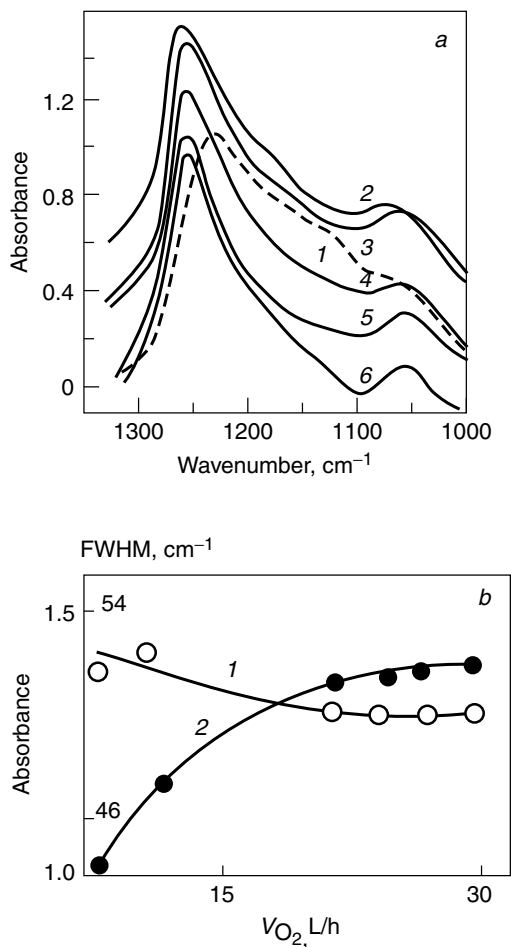 a
1.2
0.8
0.4
0
Absorbance
2
3
1
4
5
6
1300 1200 1100 1000
Wavenumber, cm⁻¹
FWHM, cm⁻¹
b
1.5 54
1
2
Absorbance
46
1.0
15 30
V_O₂, L/h